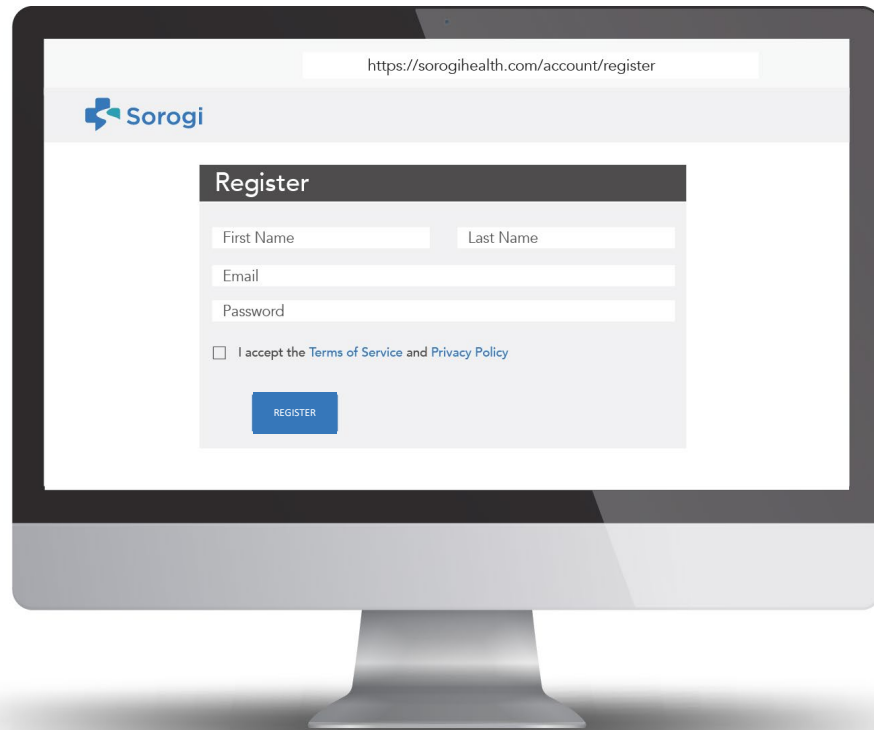 https://sorogihealth.com/account/register
Sorogi
Register
First Name Last Name
Email
Password
I accept the Terms of Service and Privacy Policy
REGISTER